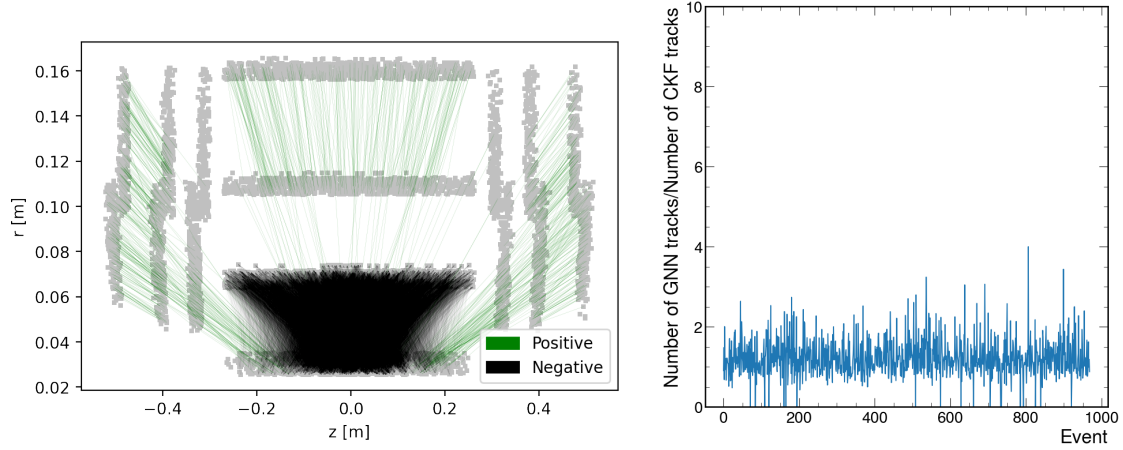 0.16
0.14
0.12
0.10
0.08
0.06
0.04
0.02
r [m]
−0.4 −0.2 0.0 0.2 0.4
z [m]
Positive
Negative
10
8
6
4
2
0
Number of GNN tracks/Number of CKF tracks
0 200 400 600 800 1000
Event